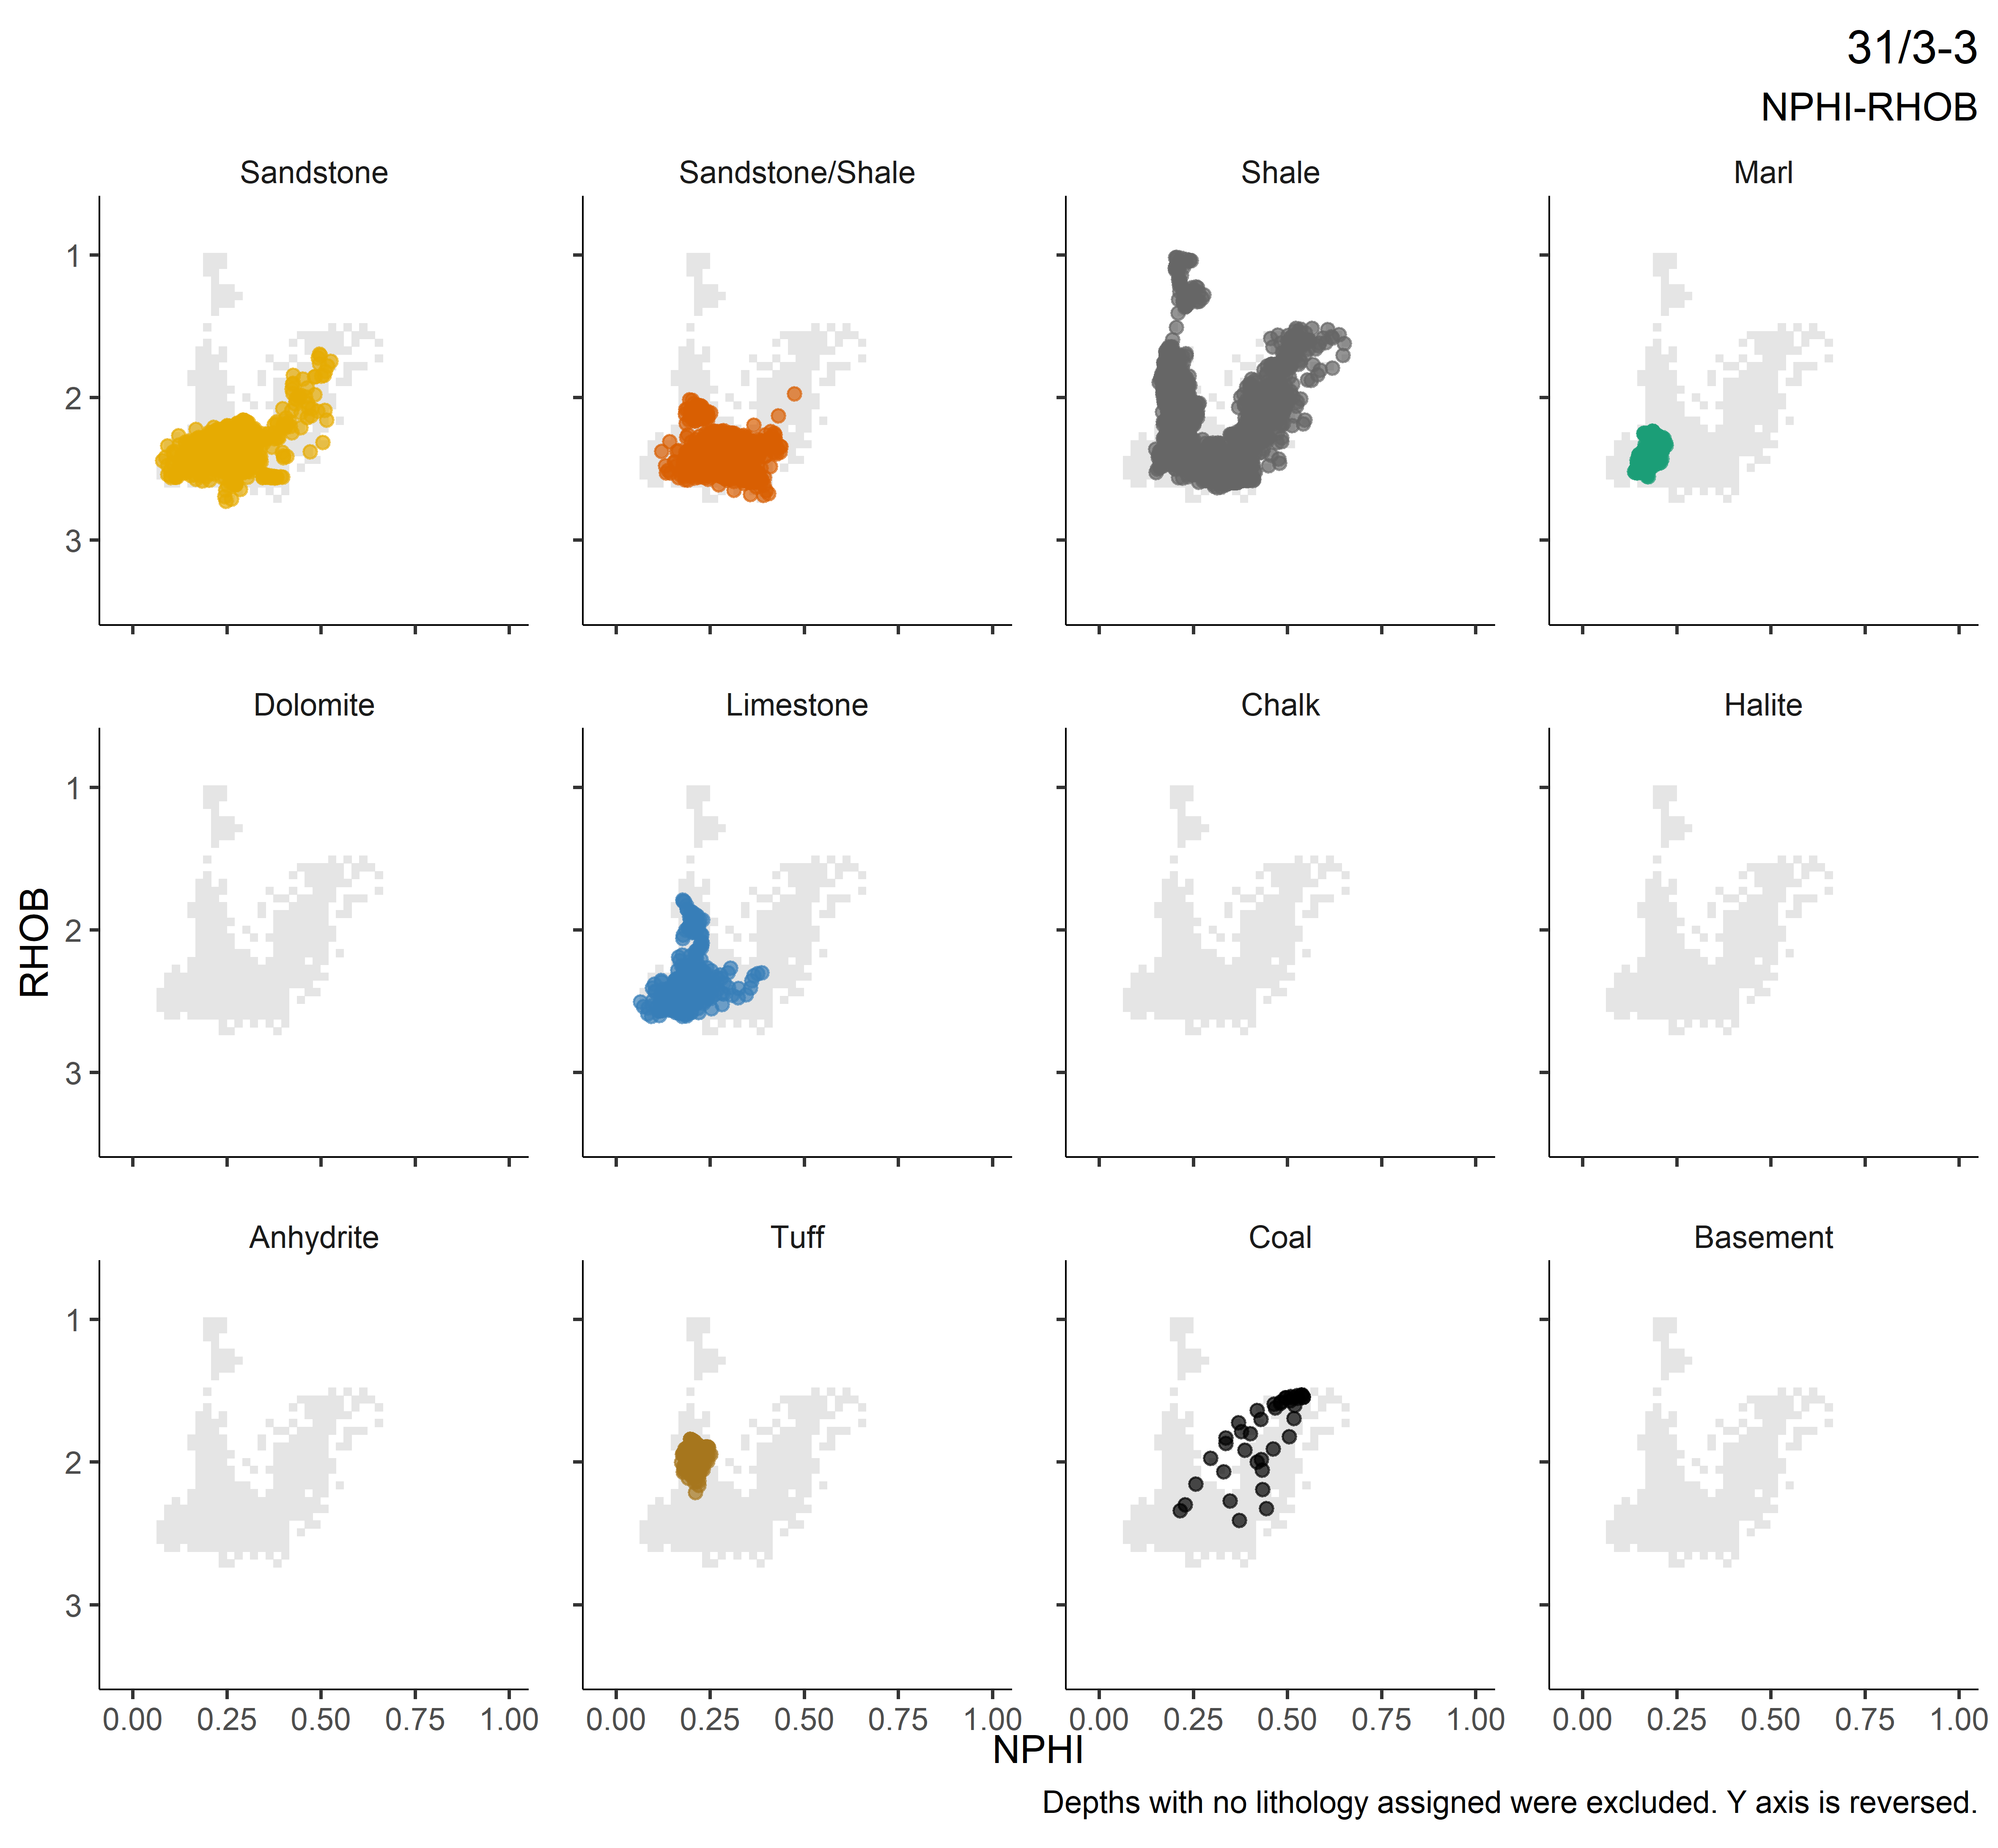 31/3-3
NPHI-RHOB
Sandstone Sandstone/Shale Shale Marl
1
2
3
Dolomite Limestone Chalk Halite
1
2
3
RHOB
Anhydrite Tuff Coal Basement
1
2
3
0.00 0.25 0.50 0.75 1.00 0.00 0.25 0.50 0.75 1.00 0.00 0.25 0.50 0.75 1.00 0.00 0.25 0.50 0.75 1.00
NPHI
Depths with no lithology assigned were excluded. Y axis is reversed.